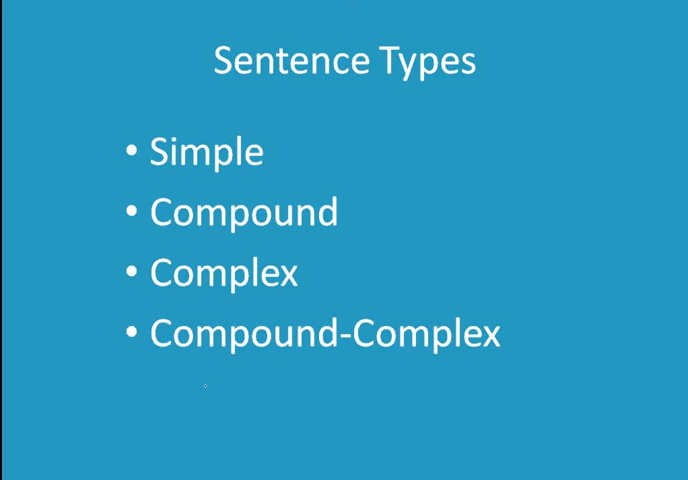 Sentence Types
• Simple
• Compound
• Complex
• Compound-Complex